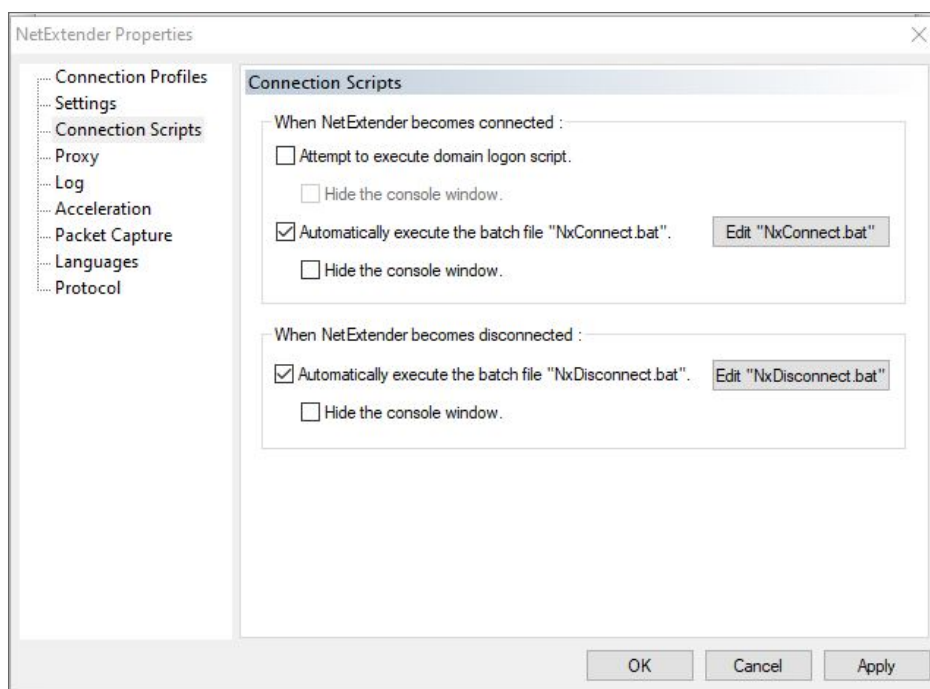 NetExtender Properties
Connection Profiles
Settings
Connection Scripts
Proxy
Log
Acceleration
Packet Capture
Languages
Protocol
Connection Scripts
When NetExtender becomes connected :
Attempt to execute domain logon script.
Hide the console window.
Automatically execute the batch file "NxConnect.bat".
Edit "NxConnect.bat"
Hide the console window.
When NetExtender becomes disconnected :
Automatically execute the batch file "NxDisconnect.bat".
Edit "NxDisconnect.bat"
Hide the console window.
OK
Cancel
Apply